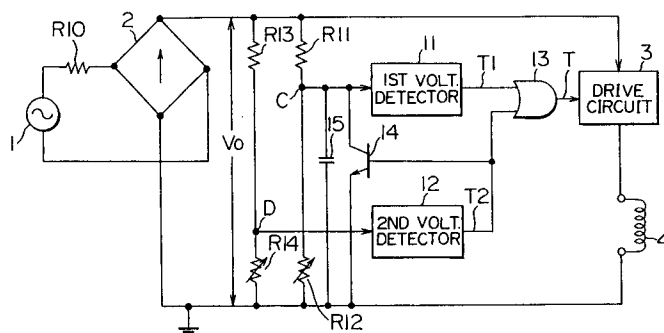 R10
2
1
Vo
R13
R11
C
15
D
R14
R12
11
1ST VOLT.
DETECTOR
T1
14
12
2ND VOLT.
DETECTOR
T2
13
T
3
DRIVE
CIRCUIT
4